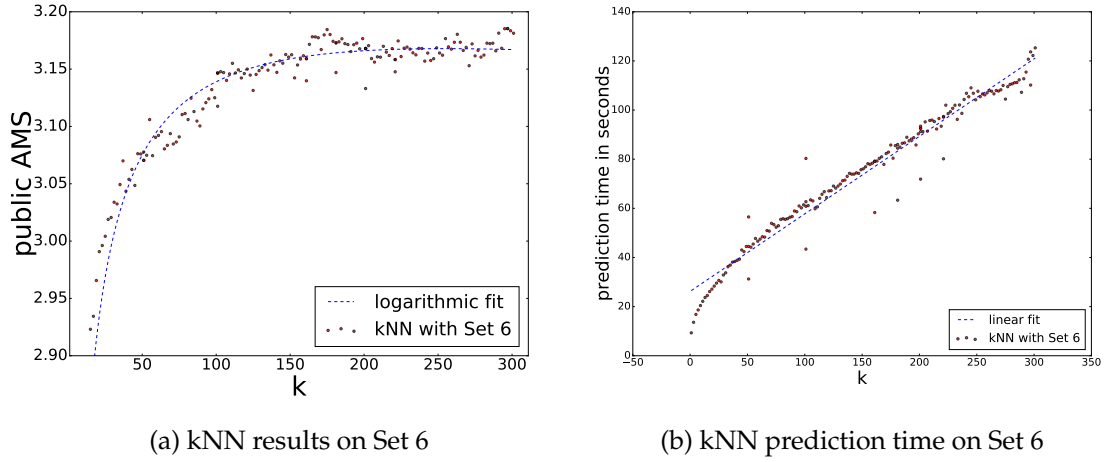 3.20
3.15
3.10
3.05
3.00
2.95
2.90
public AMS
50 100 150 200 250 300
k
logarithmic fit
kNN with Set 6
(a) kNN results on Set 6
140
120
100
80
60
40
20
0
prediction time in seconds
−50 0 50 100 150 200 250 300 350
k
linear fit
kNN with Set 6
(b) kNN prediction time on Set 6